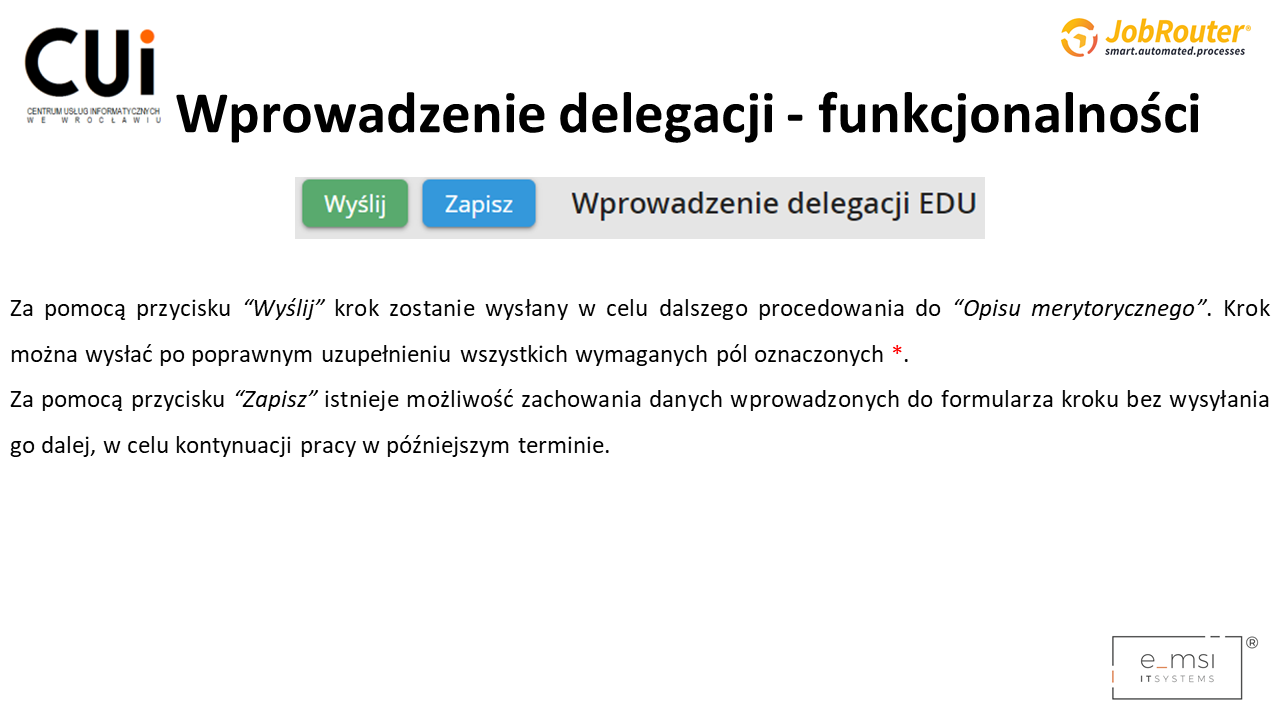 CUi
CENTRUM USŁUG INFORMATYCZNYCH
WE WROCŁAWIU
JobRouter®
smart.automated.processes
Wprowadzenie delegacji - funkcjonalności
Wyślij Zapisz Wprowadzenie delegacji EDU
Za pomocą przycisku “Wyślij” krok zostanie wysłany w celu dalszego procedowania do “Opisu merytorycznego”. Krok
można wysłać po poprawnym uzupełnieniu wszystkich wymaganych pól oznaczonych *.
Za pomocą przycisku “Zapisz” istnieje możliwość zachowania danych wprowadzonych do formularza kroku bez wysyłania
go dalej, w celu kontynuacji pracy w późniejszym terminie.
e_msi ®
ITSYSTEMS